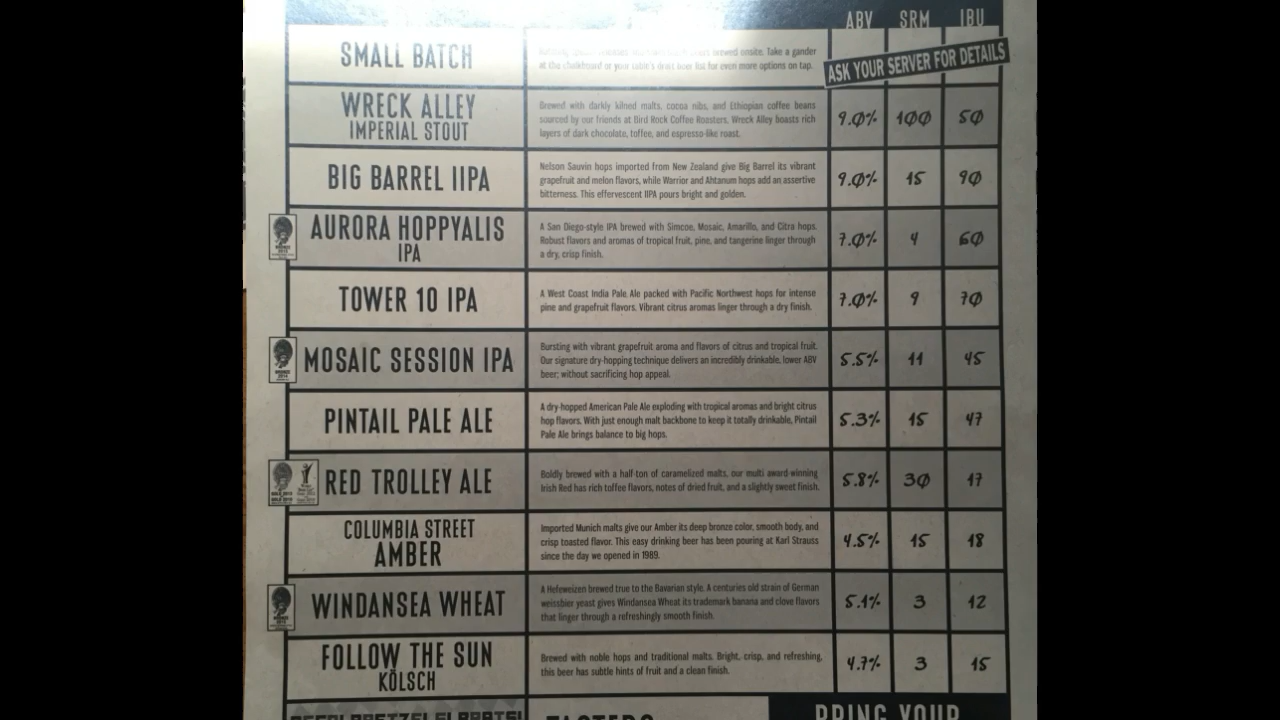 ABV SRM IBU
SMALL BATCH
brewed onsite. Take a gander
at the chalkboard or your table's draft beer list for even more options on tap.
ASK YOUR SERVER FOR DETAILS
WRECK ALLEY
IMPERIAL STOUT
Brewed with darkly kilned malts, cocoa nibs, and Ethiopian coffee beans
sourced by our friends at Bird Rock Coffee Roasters, Wreck Alley boasts rich
layers of dark chocolate, toffee, and espresso-like roast.
9.0% 100 50
BIG BARREL IIPA
Nelson Sauvin hops imported from New Zealand give Big Barrel its vibrant
grapefruit and melon flavors, while Warrior and Ahtanum hops add an assertive
bitterness. This effervescent IIPA pours bright and golden.
9.0% 15 90
AURORA HOPPYALIS
IPA
A San Diego-style IPA brewed with Simcoe, Mosaic, Amarillo, and Citra hops.
Robust flavors and aromas of tropical fruit, pine, and tangerine linger through
a dry, crisp finish.
7.0% 4 60
TOWER 10 IPA
A West Coast India Pale Ale packed with Pacific Northwest hops for intense
pine and grapefruit flavors. Vibrant citrus aromas linger through a dry finish.
7.0% 9 70
MOSAIC SESSION IPA
Bursting with vibrant grapefruit aroma and flavors of citrus and tropical fruit.
Our signature dry-hopping technique delivers an incredibly drinkable, lower ABV
beer; without sacrificing hop appeal.
5.5% 11 45
PINTAIL PALE ALE
A dry-hopped American Pale Ale exploding with tropical aromas and bright citrus
hop flavors. With just enough malt backbone to keep it totally drinkable, Pintail
Pale Ale brings balance to big hops.
5.3% 15 47
RED TROLLEY ALE
Boldly brewed with a half-ton of caramelized malts, our multi award-winning
Irish Red has rich toffee flavors, notes of dried fruit, and a slightly sweet finish.
5.8% 30 17
COLUMBIA STREET
AMBER
Imported Munich malts give our Amber its deep bronze color, smooth body, and
crisp toasted flavor. This easy drinking beer has been pouring at Karl Strauss
since the day we opened in 1989.
4.5% 15 18
WINDANSEA WHEAT
A Hefeweizen brewed true to the Bavarian style. A centuries old strain of German
weissbier yeast gives Windansea Wheat its trademark banana and clove flavors
that linger through a refreshingly smooth finish.
5.1% 3 12
FOLLOW THE SUN
KÖLSCH
Brewed with noble hops and traditional malts. Bright, crisp, and refreshing,
this beer has subtle hints of fruit and a clean finish.
4.7% 3 15
TASTERS
BRING YOUR